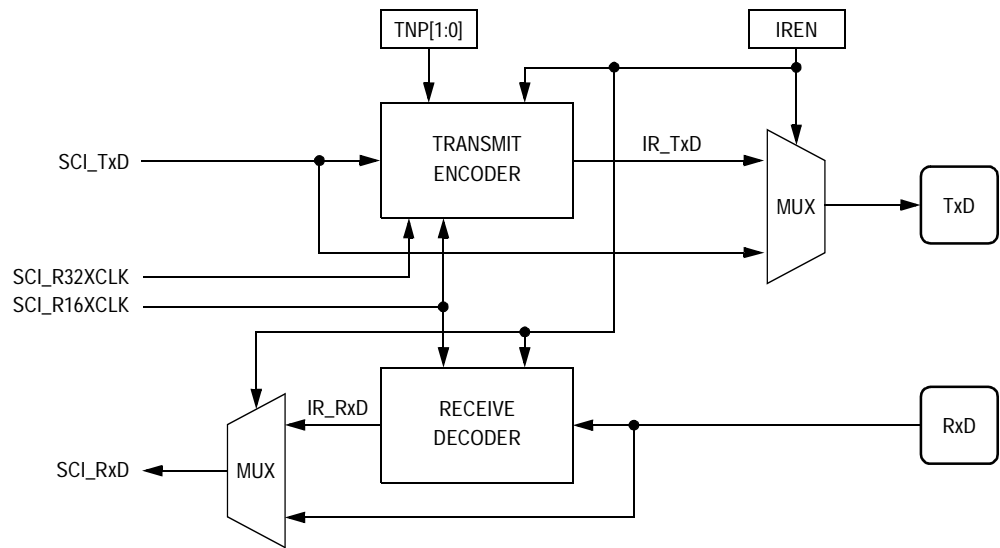 TNP[1:0]
IREN
TRANSMIT
ENCODER
IR_TxD
SCI_TxD
MUX
TxD
SCI_R32XCLK
SCI_R16XCLK
IR_RxD
RECEIVE
DECODER
RxD
SCI_RxD
MUX